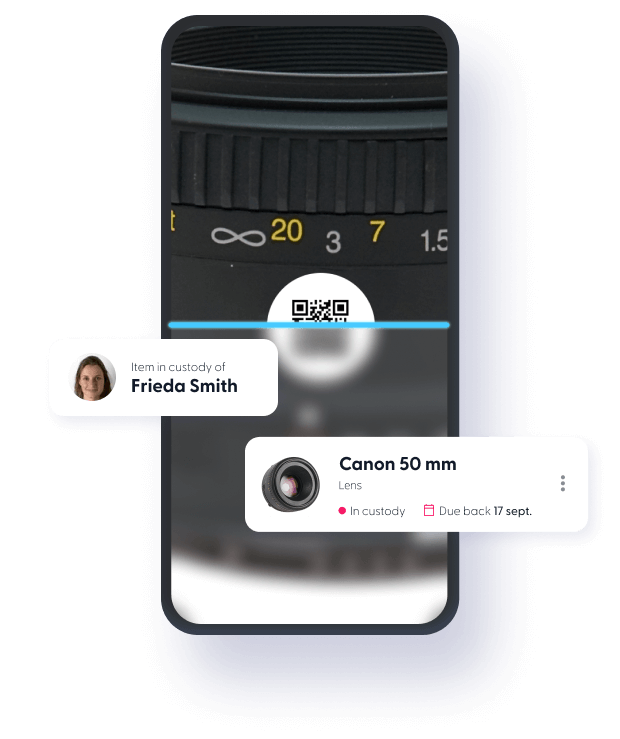 t ∞ 20 3 7 1.5
Item in custody of
Frieda Smith
Canon 50 mm
Lens
In custody Due back 17 sept.